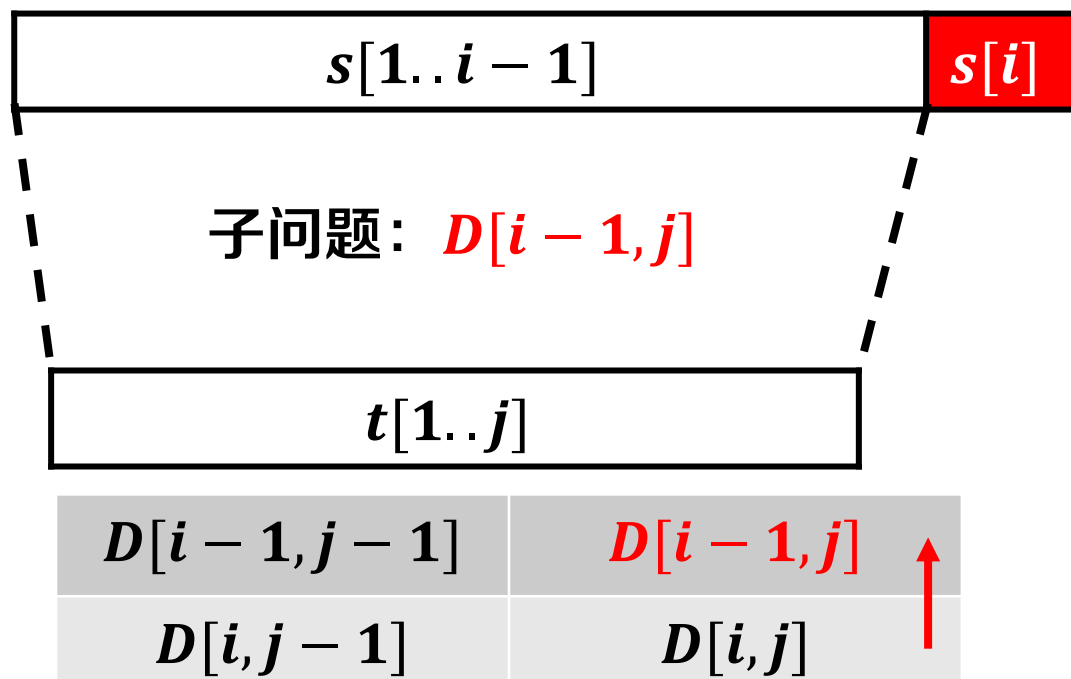 s[1..i − 1] s[i]
子问题：D[i − 1, j]
t[1..j]
D[i − 1, j − 1] D[i − 1, j]
D[i, j − 1] D[i, j]